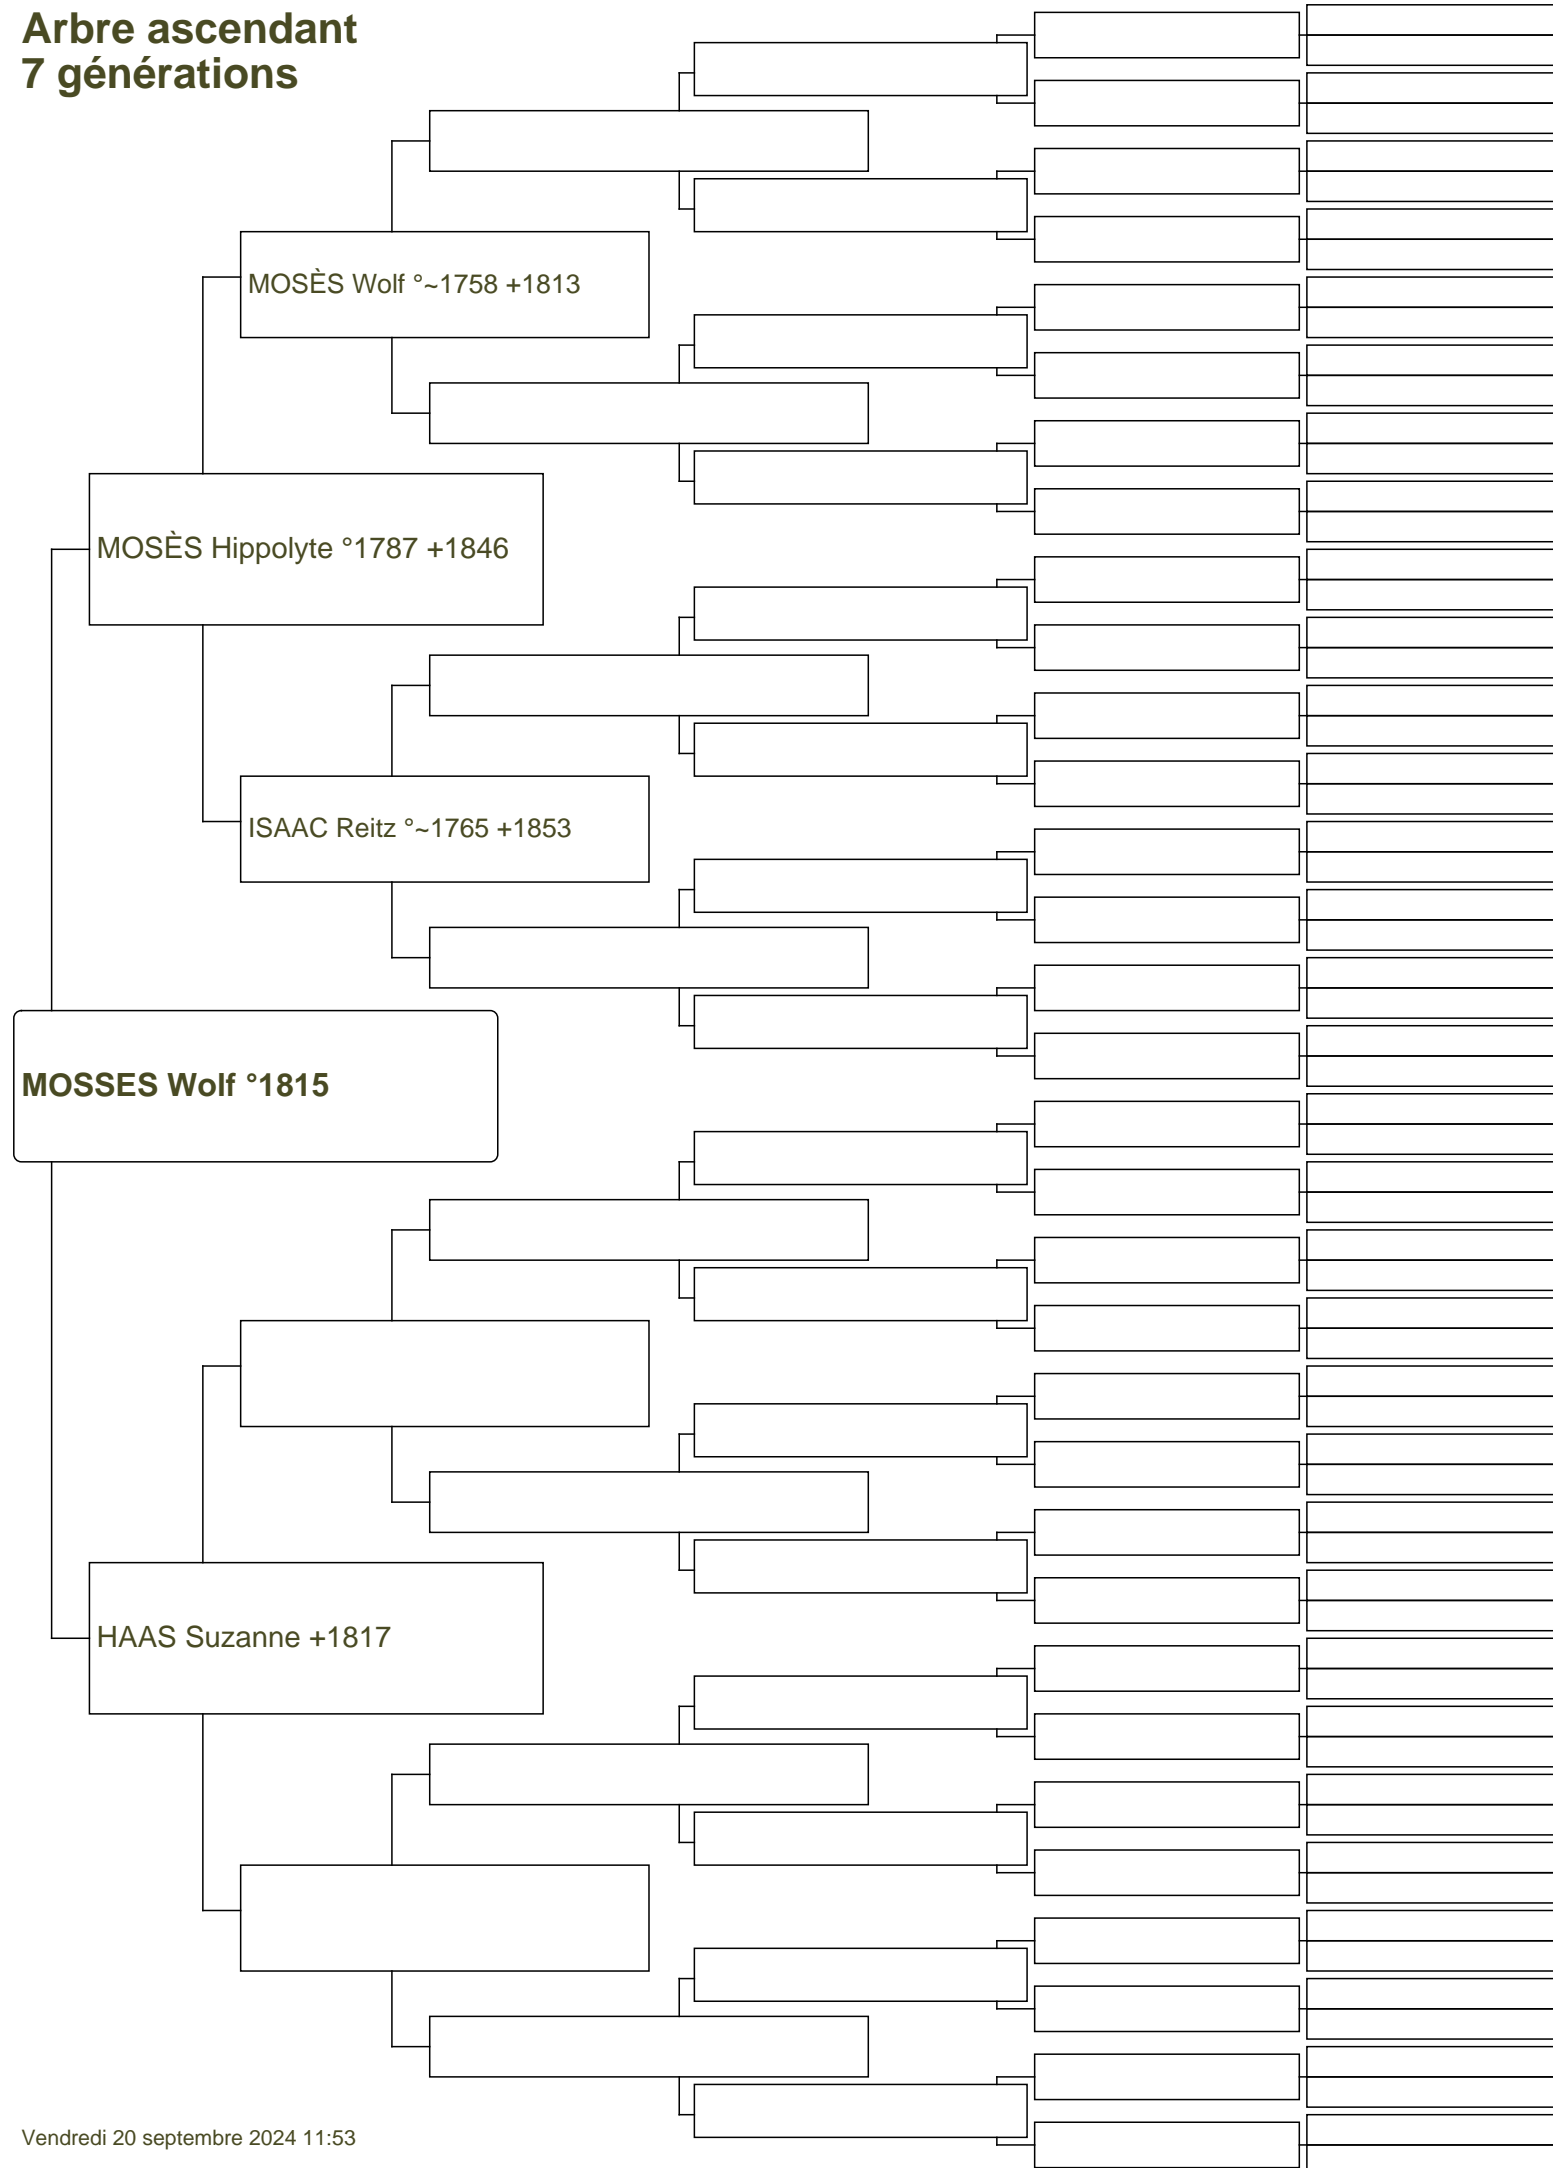 Arbre ascendant
7 générations
MOSÈS Wolf °~1758 +1813
MOSÈS Hippolyte °1787 +1846
ISAAC Reitz °~1765 +1853
MOSSES Wolf °1815
HAAS Suzanne +1817
Vendredi 20 septembre 2024 11:53